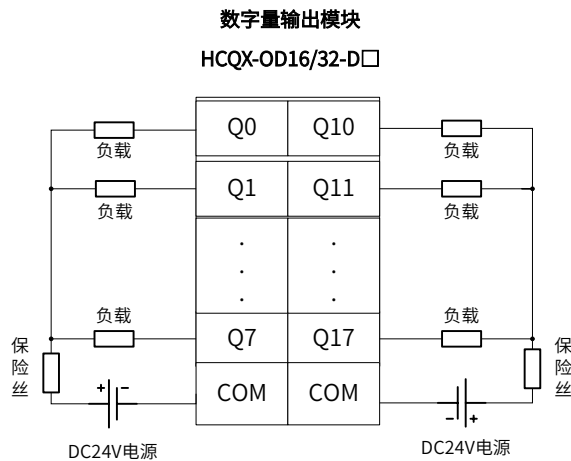 数字量输出模块
HCQX-OD16/32-D□
Q0 Q10
负载 负载
Q1 Q11
负载 负载
. .
. .
. .
负载 负载
Q7 Q17
保险丝 保险丝
COM COM
+ − − +
DC24V电源 DC24V电源